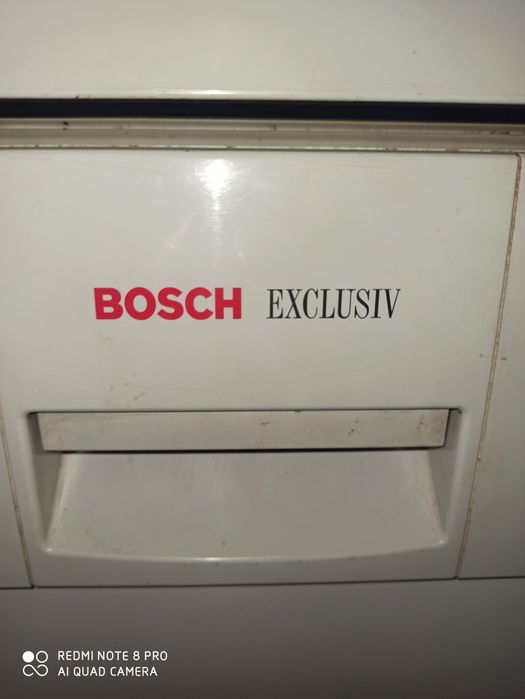 BOSCH EXCLUSIV
REDMI NOTE 8 PRO
AI QUAD CAMERA